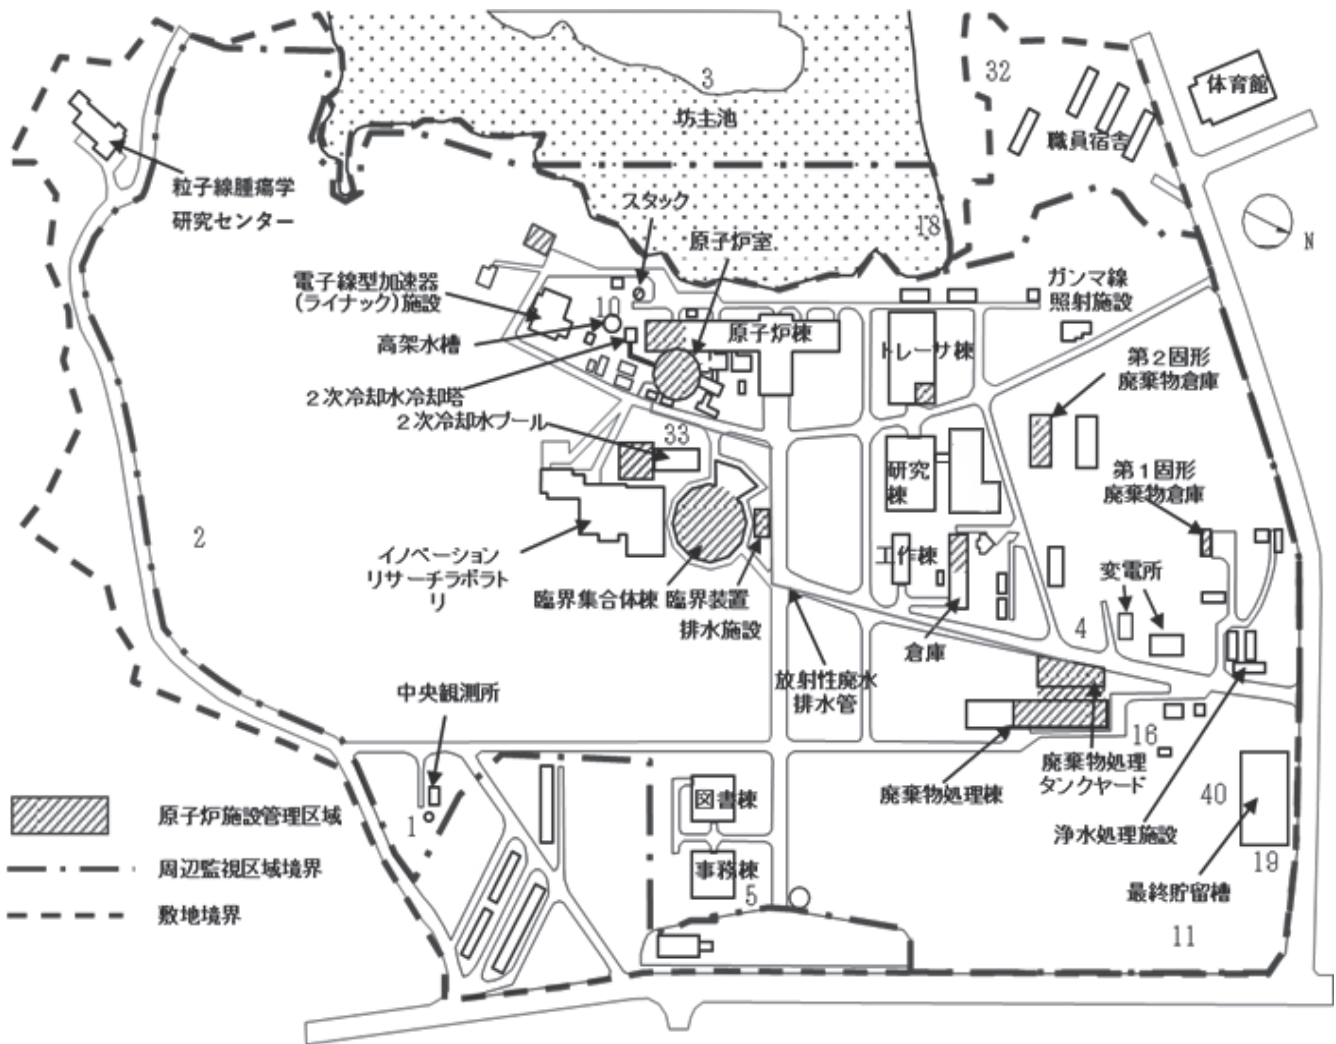 3
坊主池
32
体育館
職員宿舎
粒子線腫瘍学
研究センター
スタック
18
原子炉室
N
電子線型加速器
(ライナック)施設
ガンマ線
照射施設
10
高架水槽
原子炉棟
トレーサ棟
第2固形
廃棄物倉庫
2次冷却水冷却塔
2次冷却水プール
33
研究
棟
第1固形
廃棄物倉庫
2
イノベーション
リサーチラボラト
リ
工作棟
変電所
臨界集合体棟
臨界装置
排水施設
4
倉庫
中央観測所
放射性廃水
排水管
16
廃棄物処理
タンクヤード
廃棄物処理棟
図書棟
40
1
浄水処理施設
事務棟
19
最終貯留槽
5
11
原子炉施設管理区域
周辺監視区域境界
敷地境界